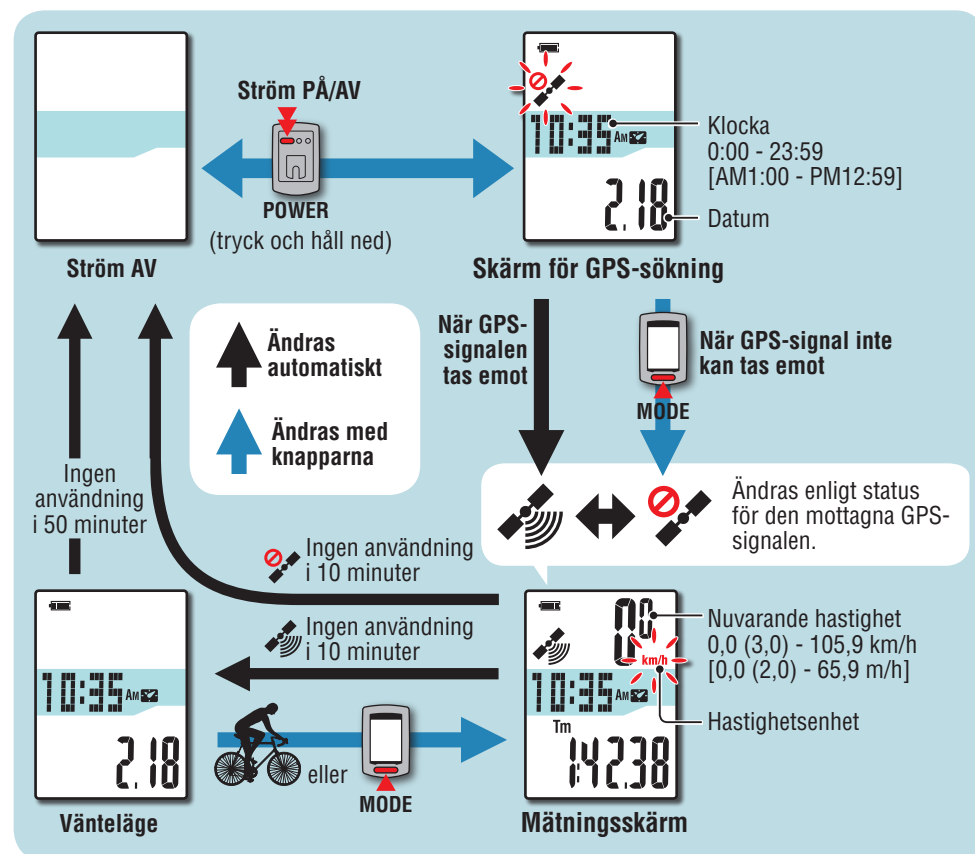 Ström PÅ/AV
POWER
(tryck och håll ned)
Ström AV
10:35 AM
2.18
Klocka
0:00 - 23:59
[AM1:00 - PM12:59]
Datum
Skärm för GPS-sökning
Ändras
automatiskt
Ändras med
knapparna
När GPS-
signalen
tas emot
När GPS-signal inte
kan tas emot
MODE
Ändras enligt status
för den mottagna GPS-
signalen.
Ingen
användning
i 50 minuter
Ingen användning
i 10 minuter
Ingen användning
i 10 minuter
10:35 AM
2.18
Vänteläge
eller
MODE
0.0
km/h
10:35 AM
Tm
1:42.38
Nuvarande hastighet
0,0 (3,0) - 105,9 km/h
[0,0 (2,0) - 65,9 m/h]
Hastighetsenhet
Mätningsskärm